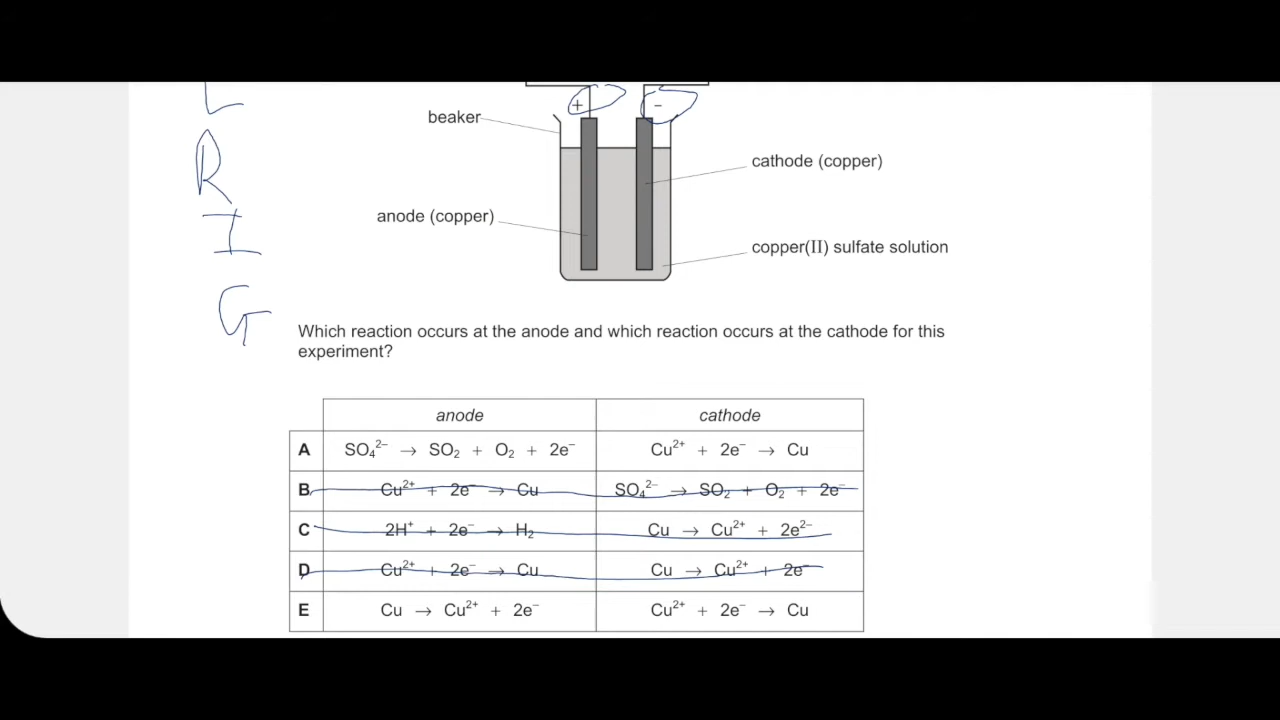 L
R
I
G
+ −
beaker
cathode (copper)
anode (copper)
copper(II) sulfate solution
Which reaction occurs at the anode and which reaction occurs at the cathode for this
experiment?
anode cathode
A SO₄²⁻ → SO₂ + O₂ + 2e⁻ Cu²⁺ + 2e⁻ → Cu
B Cu²⁺ + 2e⁻ → Cu SO₄²⁻ → SO₂ + O₂ + 2e⁻
C 2H⁺ + 2e⁻ → H₂ Cu → Cu²⁺ + 2e²⁻
D Cu²⁺ + 2e⁻ → Cu Cu → Cu²⁺ + 2e⁻
E Cu → Cu²⁺ + 2e⁻ Cu²⁺ + 2e⁻ → Cu